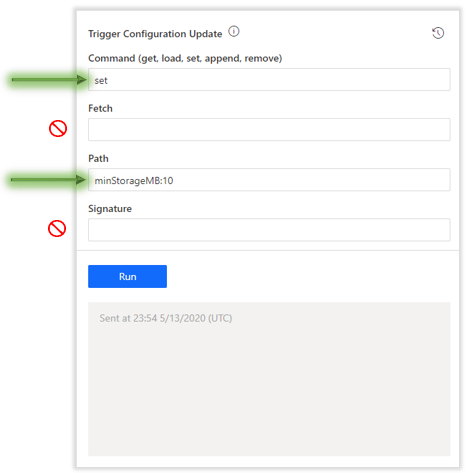 Trigger Configuration Update
Command (get, load, set, append, remove)
set
Fetch
Path
minStorageMB:10
Signature
Run
Sent at 23:54 5/13/2020 (UTC)